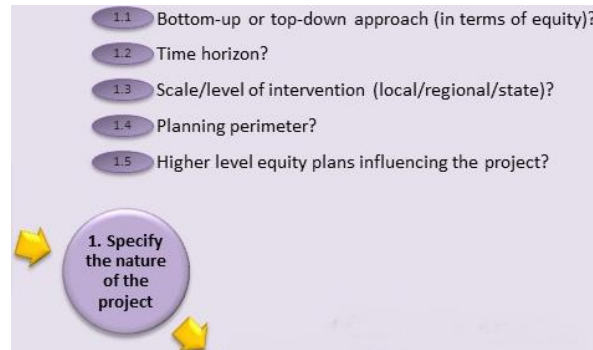 1.1 Bottom-up or top-down approach (in terms of equity)?
1.2 Time horizon?
1.3 Scale/level of intervention (local/regional/state)?
1.4 Planning perimeter?
1.5 Higher level equity plans influencing the project?
1. Specify
the nature
of the
project